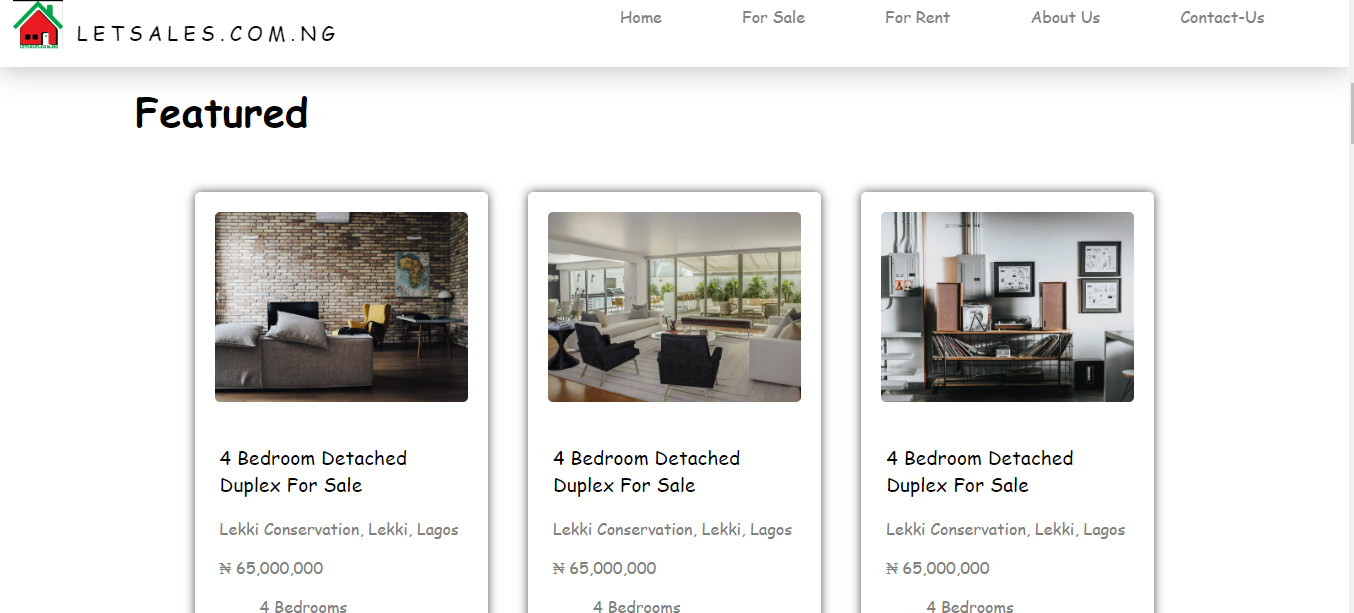 LETSALES.COM.NG
Home
For Sale
For Rent
About Us
Contact-Us
Featured
4 Bedroom Detached
Duplex For Sale
Lekki Conservation, Lekki, Lagos
₦ 65,000,000
4 Bedrooms
4 Bedroom Detached
Duplex For Sale
Lekki Conservation, Lekki, Lagos
₦ 65,000,000
4 Bedrooms
4 Bedroom Detached
Duplex For Sale
Lekki Conservation, Lekki, Lagos
₦ 65,000,000
4 Bedrooms